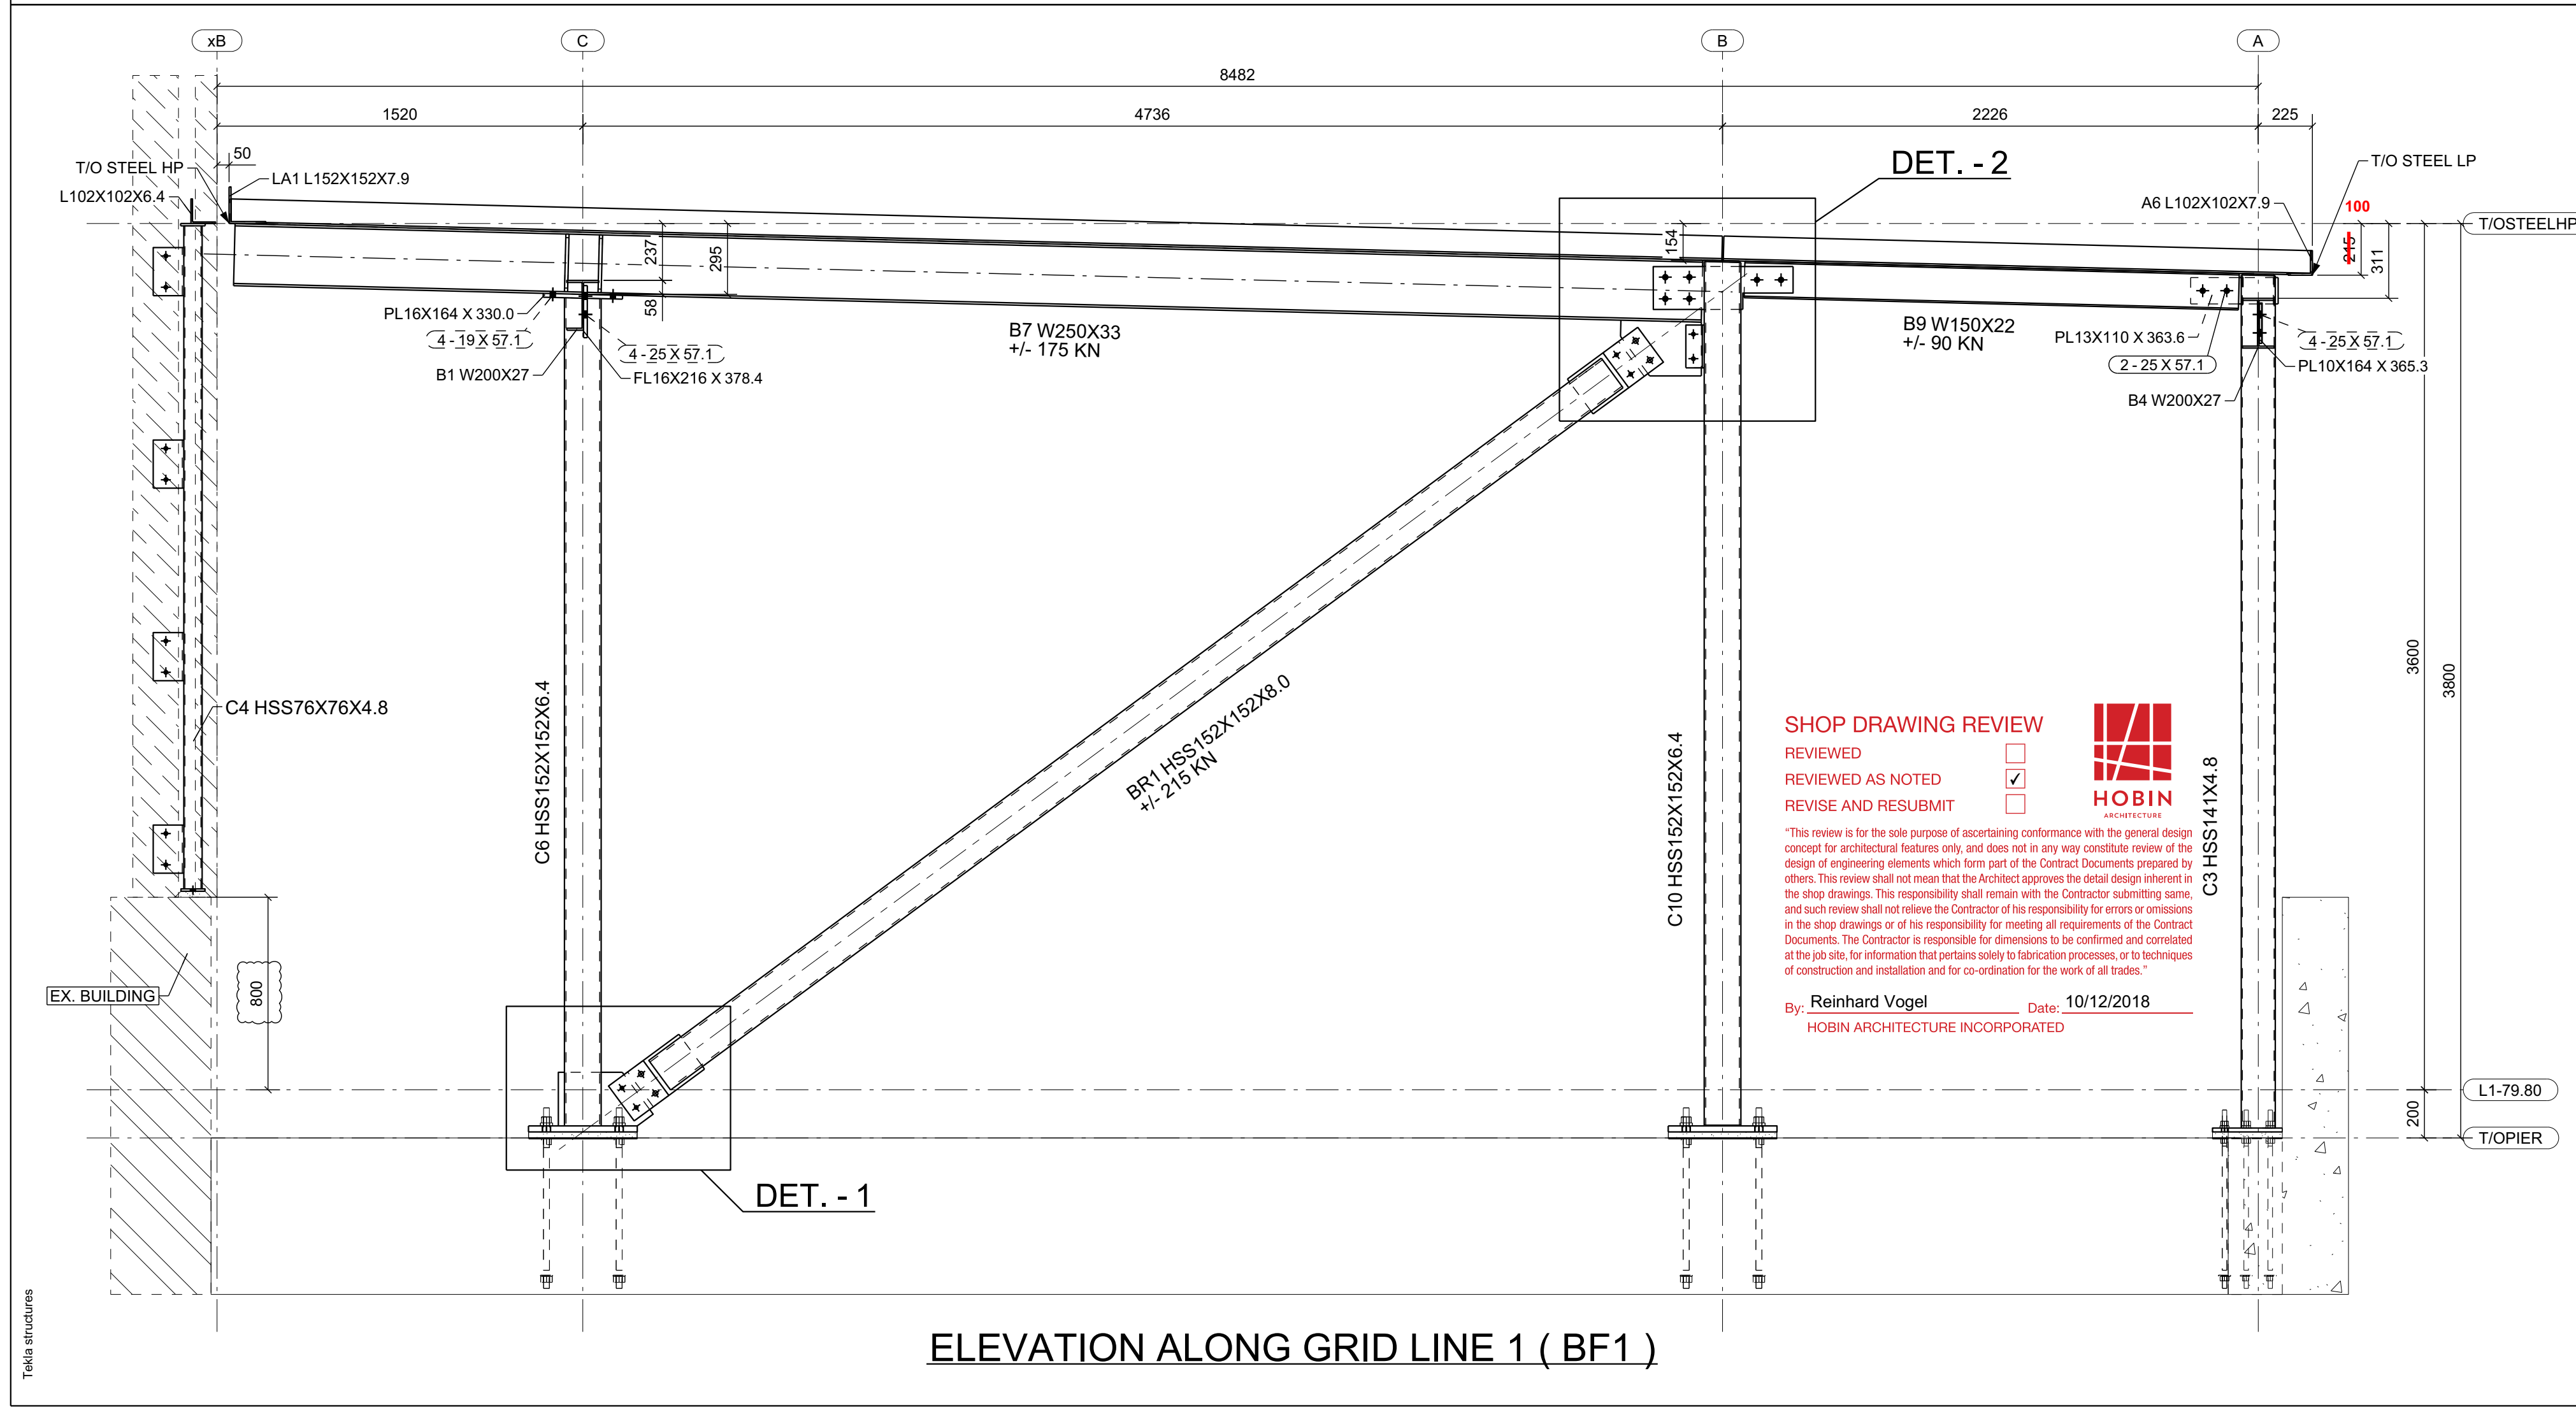 xB
C
B
A
8482
1520
4736
2226
225
50
T/O STEEL HP
LA1 L152X152X7.9
L102X102X6.4
DET. - 2
T/O STEEL LP
A6 L102X102X7.9
100
T/OSTEELHP
237
295
58
154
215
311
PL16X164 X 330.0
4 - 19 X 57.1
4 - 25 X 57.1
B1 W200X27
FL16X216 X 378.4
B7 W250X33
+/- 175 KN
B9 W150X22
+/- 90 KN
PL13X110 X 363.6
2 - 25 X 57.1
4 - 25 X 57.1
PL10X164 X 365.3
B4 W200X27
3600
3800
C4 HSS76X76X4.8
C6 HSS152X152X6.4
BR1 HSS152X152X8.0
+/- 215 KN
C10 HSS152X152X6.4
C3 HSS141X4.8
SHOP DRAWING REVIEW
REVIEWED
REVIEWED AS NOTED ✓
REVISE AND RESUBMIT
HOBIN
ARCHITECTURE
“This review is for the sole purpose of ascertaining conformance with the general design
concept for architectural features only, and does not in any way constitute review of the
design of engineering elements which form part of the Contract Documents prepared by
others. This review shall not mean that the Architect approves the detail design inherent in
the shop drawings. This responsibility shall remain with the Contractor submitting same,
and such review shall not relieve the Contractor of his responsibility for errors or omissions
in the shop drawings or of his responsibility for meeting all requirements of the Contract
Documents. The Contractor is responsible for dimensions to be confirmed and correlated
at the job site, for information that pertains solely to fabrication processes, or to techniques
of construction and installation and for co-ordination for the work of all trades.”
By: Reinhard Vogel Date: 10/12/2018
HOBIN ARCHITECTURE INCORPORATED
EX. BUILDING
800
L1-79.80
200
T/OPIER
DET. - 1
ELEVATION ALONG GRID LINE 1 ( BF1 )
Tekla structures